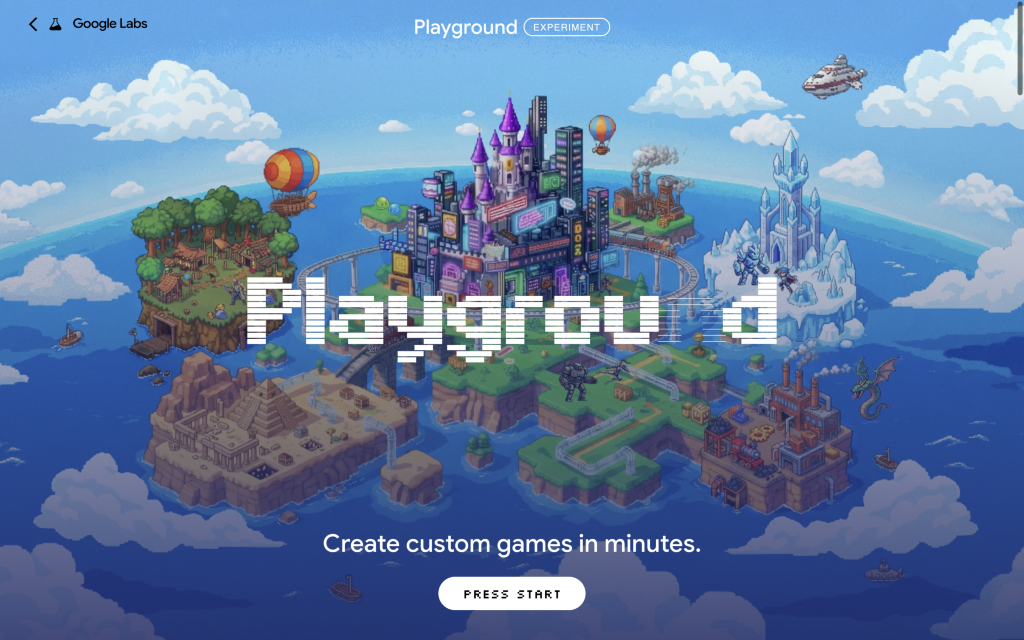 Google Labs
Playground EXPERIMENT
Playground
Create custom games in minutes.
PRESS START